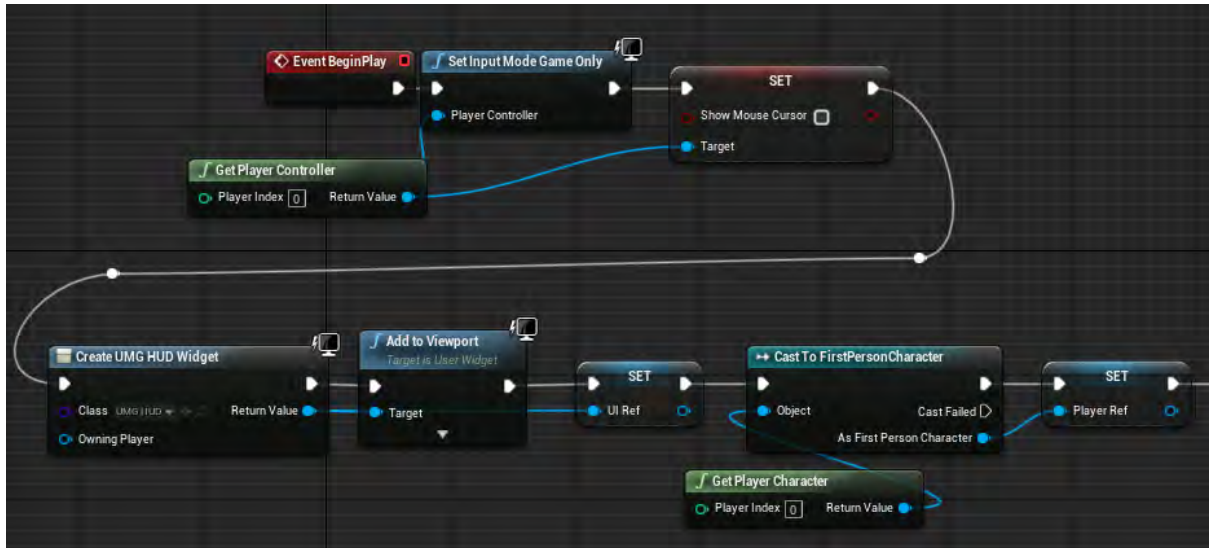 Event BeginPlay
Set Input Mode Game Only
Player Controller
SET
Show Mouse Cursor
Target
Get Player Controller
Player Index 0 Return Value
Create UMG HUD Widget
Class UMG HUD Return Value
Owning Player
Add to Viewport
Target is User Widget
Target
SET
UI Ref
Cast To FirstPersonCharacter
Object Cast Failed
As First Person Character
SET
Player Ref
Get Player Character
Player Index 0 Return Value